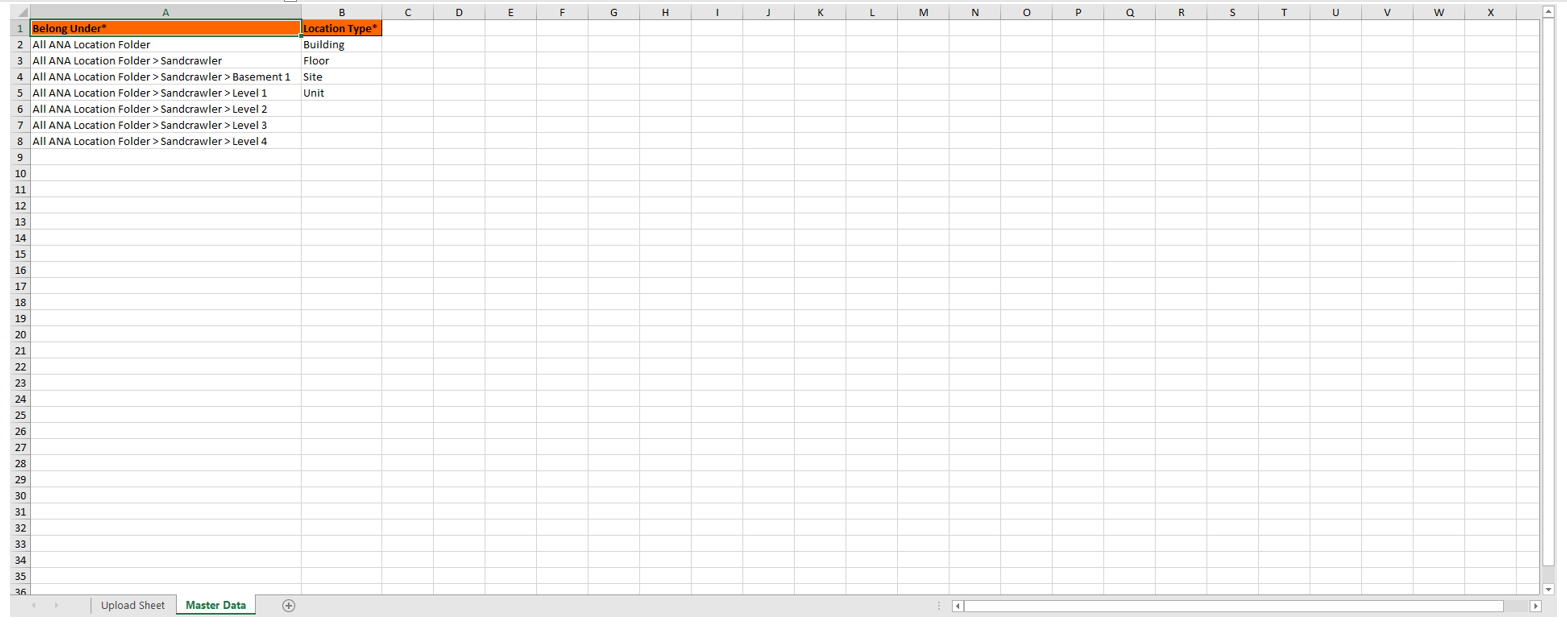 A B C D E F G H I J K L M N O P Q R S T U V W X
1 Belong Under* Location Type*
2 All ANA Location Folder Building
3 All ANA Location Folder > Sandcrawler Floor
4 All ANA Location Folder > Sandcrawler > Basement 1 Site
5 All ANA Location Folder > Sandcrawler > Level 1 Unit
6 All ANA Location Folder > Sandcrawler > Level 2
7 All ANA Location Folder > Sandcrawler > Level 3
8 All ANA Location Folder > Sandcrawler > Level 4
9
10
11
12
13
14
15
16
17
18
19
20
21
22
23
24
25
26
27
28
29
30
31
32
33
34
35
36
Upload Sheet Master Data